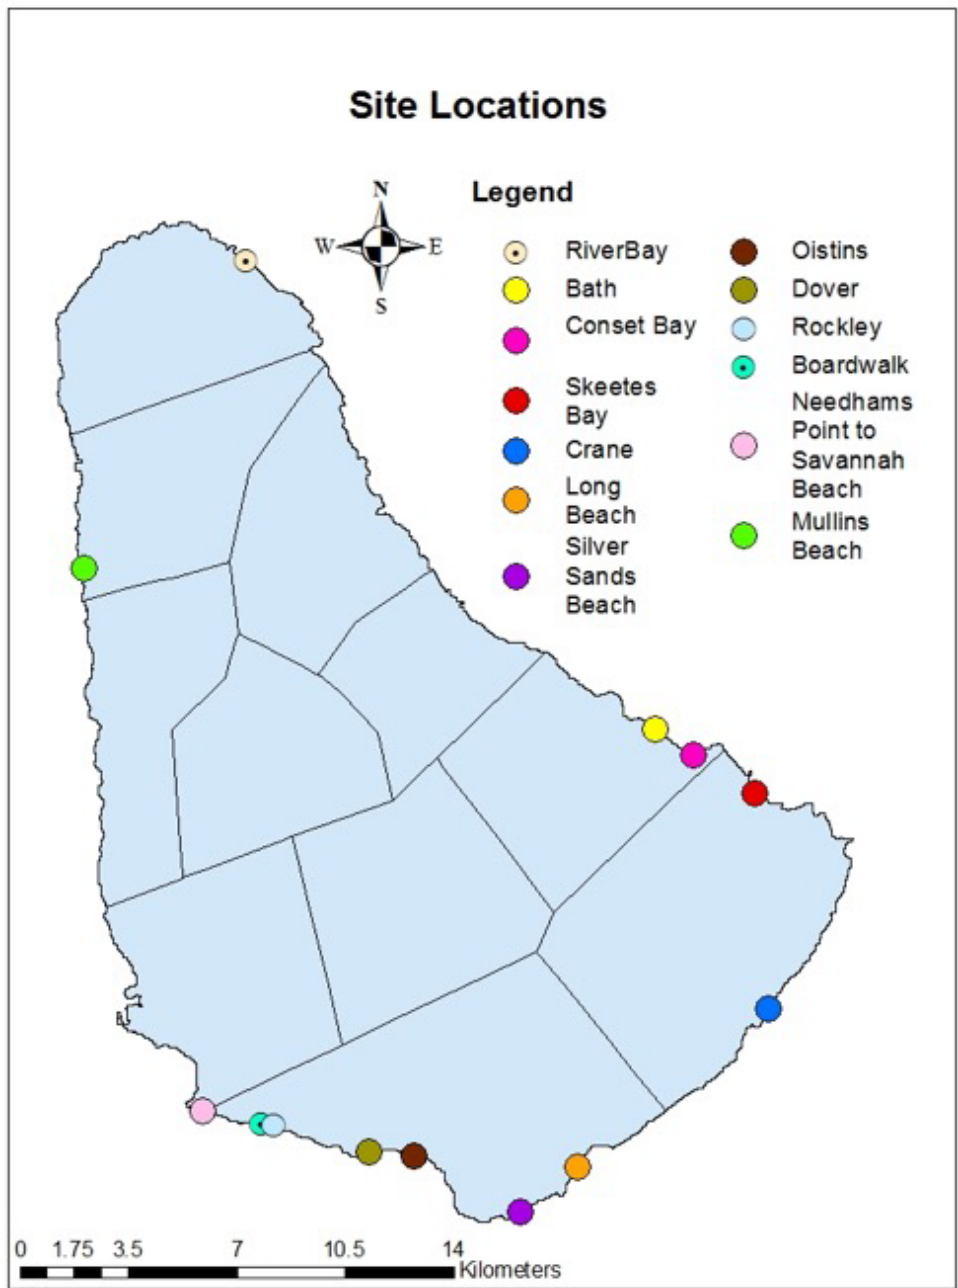 Site Locations
N
W
E
S
Legend
RiverBay
Bath
Conset Bay
Skeetes
Bay
Crane
Long
Beach
Silver
Sands
Beach
Oistins
Dover
Rockley
Boardwalk
Needhams
Point to
Savannah
Beach
Mullins
Beach
0 1.75 3.5 7 10.5 14
Kilometers